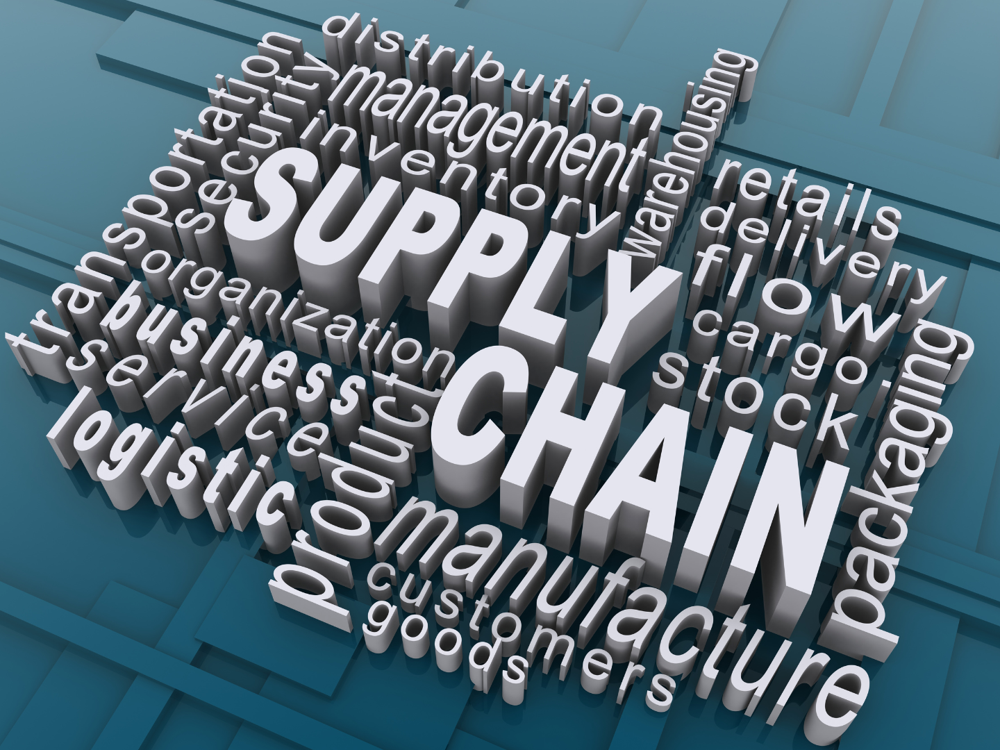 distribution
management
transportation
security
inventory
warehousing
retails
delivery
flow
cargo
stock
SUPPLY
CHAIN
organization
business
service
logistic
product
packaging
manufacture
customers
goods